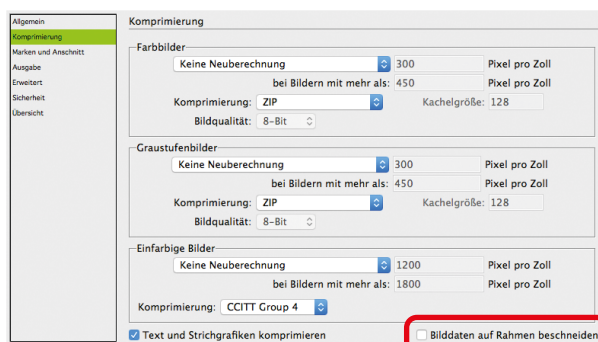 Allgemein
Komprimierung
Marken und Anschnitt
Ausgabe
Erweitert
Sicherheit
Übersicht
Komprimierung
Farbbilder
Keine Neuberechnung 300 Pixel pro Zoll
bei Bildern mit mehr als: 450 Pixel pro Zoll
Komprimierung: ZIP Kachelgröße: 128
Bildqualität: 8-Bit
Graustufenbilder
Keine Neuberechnung 300 Pixel pro Zoll
bei Bildern mit mehr als: 450 Pixel pro Zoll
Komprimierung: ZIP Kachelgröße: 128
Bildqualität: 8-Bit
Einfarbige Bilder
Keine Neuberechnung 1200 Pixel pro Zoll
bei Bildern mit mehr als: 1800 Pixel pro Zoll
Komprimierung: CCITT Group 4
Text und Strichgrafiken komprimieren Bilddaten auf Rahmen beschneiden